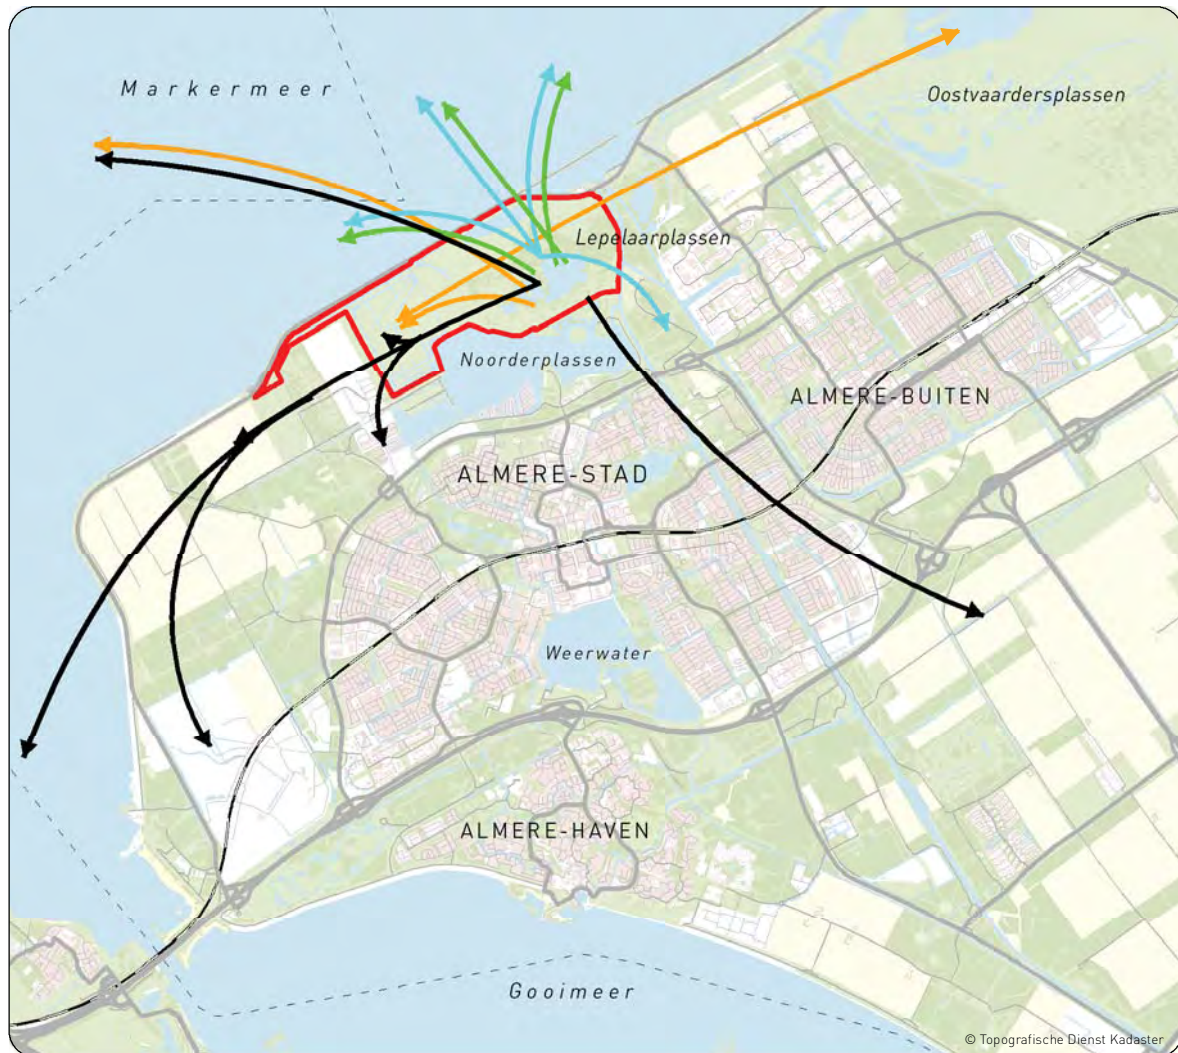 Markermeer
Oostvaardersplassen
Lepelaarplassen
Noorderplassen
ALMERE-BUITEN
ALMERE-STAD
Weerwater
ALMERE-HAVEN
Gooimeer
© Topografische Dienst Kadaster